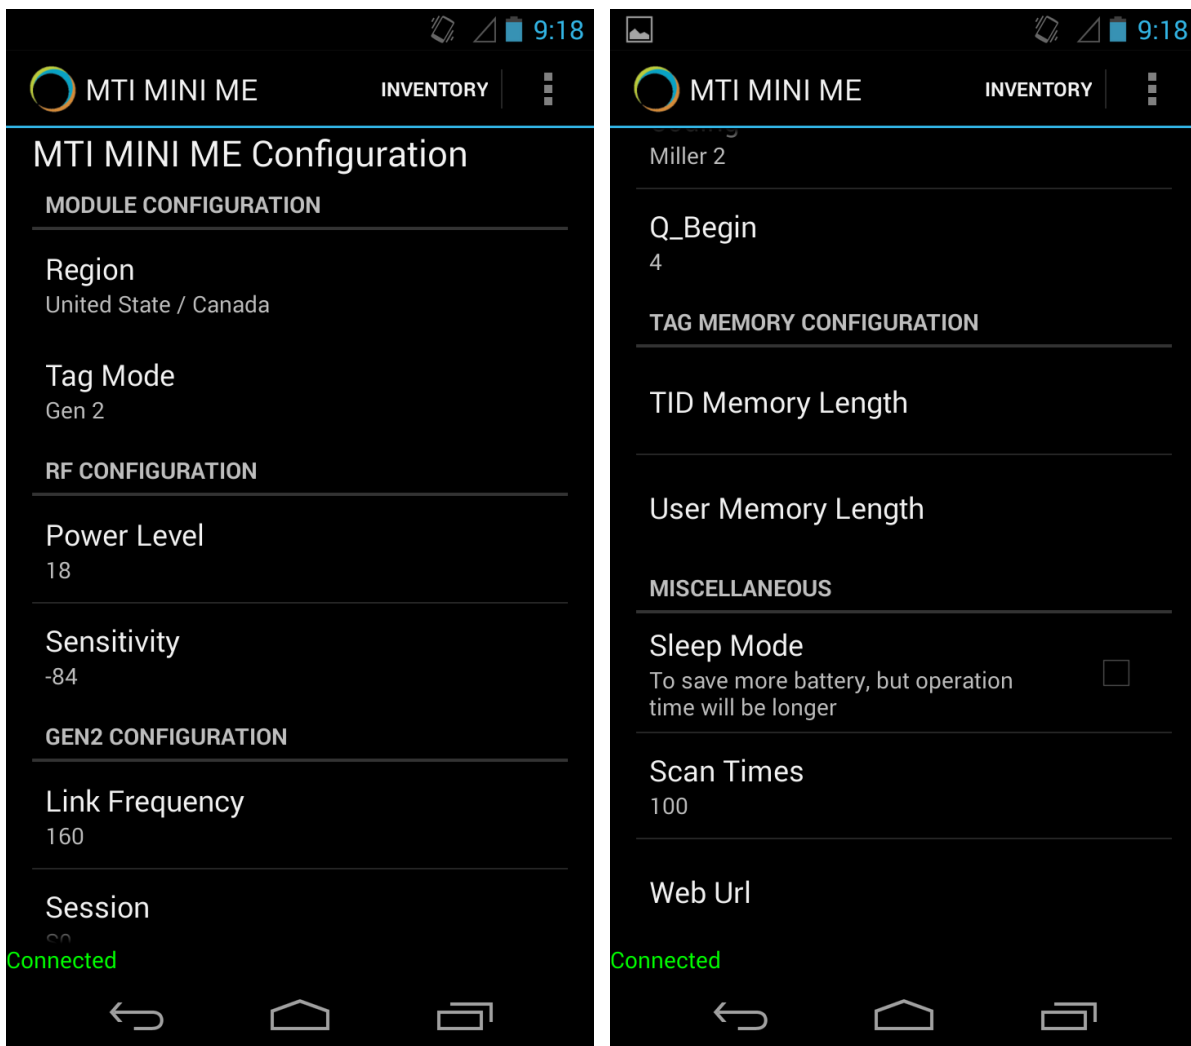 9:18
MTI MINI ME INVENTORY
MTI MINI ME Configuration
MODULE CONFIGURATION
Region
United State / Canada
Tag Mode
Gen 2
RF CONFIGURATION
Power Level
18
Sensitivity
-84
GEN2 CONFIGURATION
Link Frequency
160
Session
S0
Connected
9:18
MTI MINI ME INVENTORY
Coding
Miller 2
Q_Begin
4
TAG MEMORY CONFIGURATION
TID Memory Length
User Memory Length
MISCELLANEOUS
Sleep Mode
To save more battery, but operation
time will be longer
Scan Times
100
Web Url
Connected